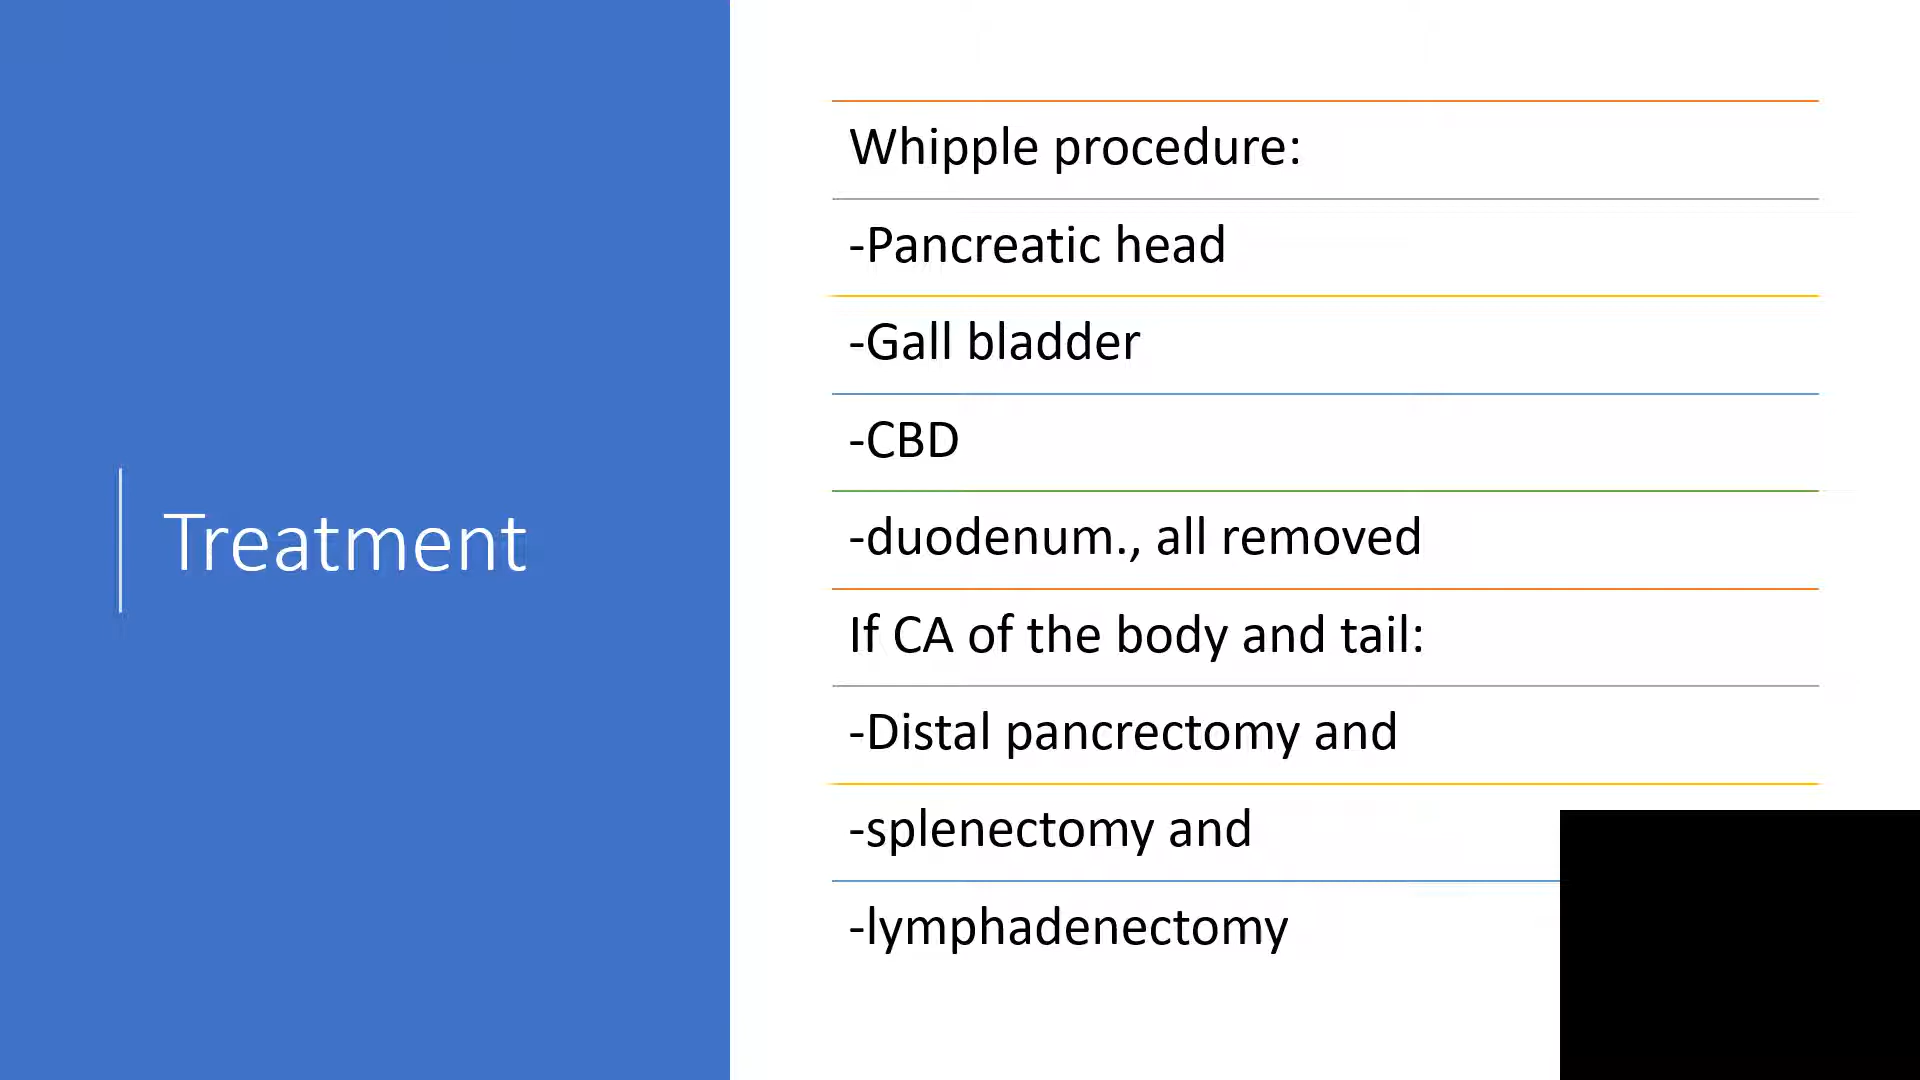 Treatment
Whipple procedure:
-Pancreatic head
-Gall bladder
-CBD
-duodenum., all removed
If CA of the body and tail:
-Distal pancrectomy and
-splenectomy and
-lymphadenectomy